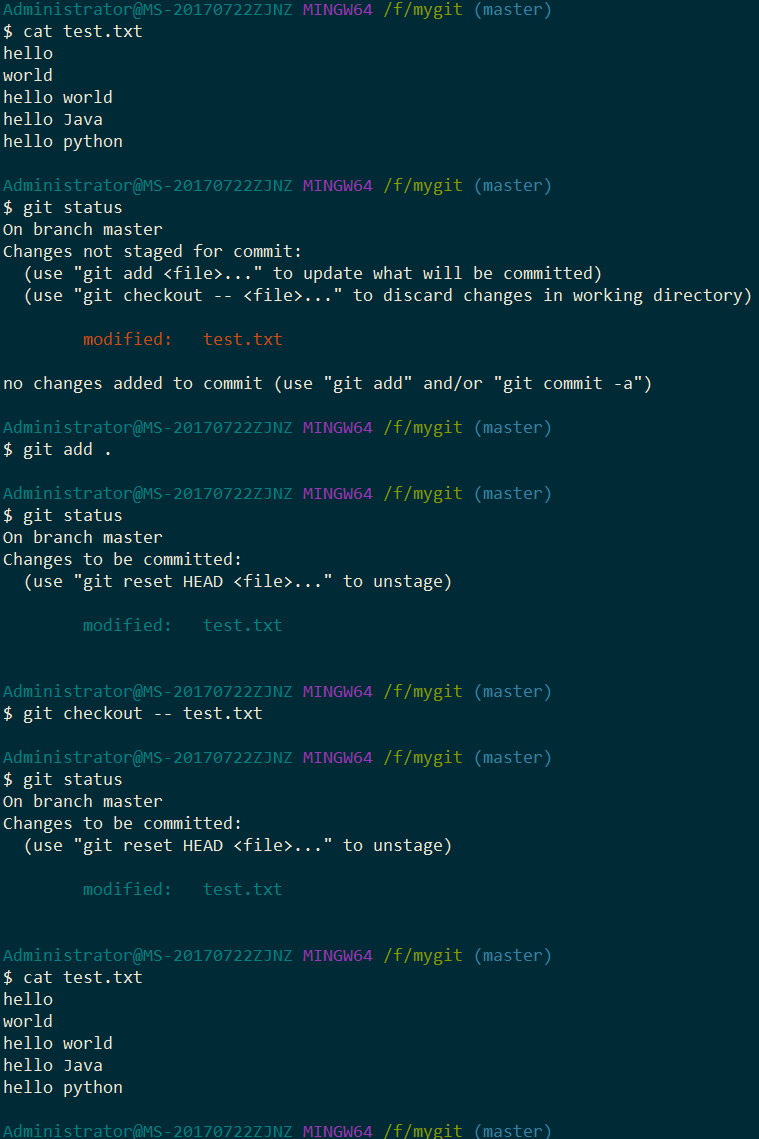 Administrator@MS-20170722ZJNZ MINGW64 /f/mygit (master)
$ cat test.txt
hello
world
hello world
hello Java
hello python
Administrator@MS-20170722ZJNZ MINGW64 /f/mygit (master)
$ git status
On branch master
Changes not staged for commit:
  (use "git add <file>..." to update what will be committed)
  (use "git checkout -- <file>..." to discard changes in working directory)
        modified:   test.txt
no changes added to commit (use "git add" and/or "git commit -a")
Administrator@MS-20170722ZJNZ MINGW64 /f/mygit (master)
$ git add .
Administrator@MS-20170722ZJNZ MINGW64 /f/mygit (master)
$ git status
On branch master
Changes to be committed:
  (use "git reset HEAD <file>..." to unstage)
        modified:   test.txt
Administrator@MS-20170722ZJNZ MINGW64 /f/mygit (master)
$ git checkout -- test.txt
Administrator@MS-20170722ZJNZ MINGW64 /f/mygit (master)
$ git status
On branch master
Changes to be committed:
  (use "git reset HEAD <file>..." to unstage)
        modified:   test.txt
Administrator@MS-20170722ZJNZ MINGW64 /f/mygit (master)
$ cat test.txt
hello
world
hello world
hello Java
hello python
Administrator@MS-20170722ZJNZ MINGW64 /f/mygit (master)